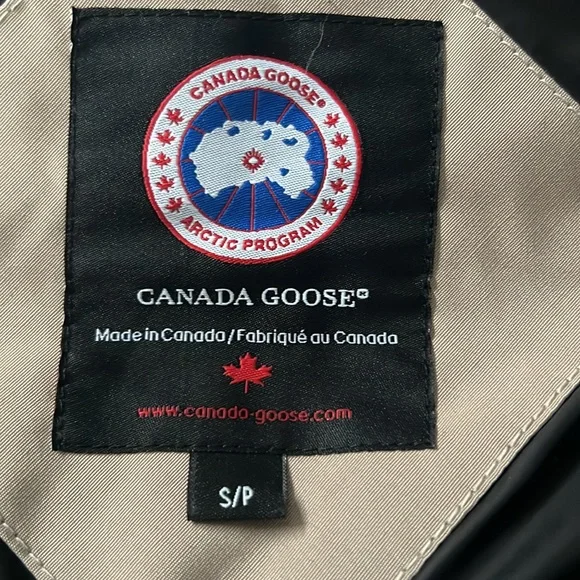 CANADA GOOSE®
ARCTIC PROGRAM
CANADA GOOSE®
Made in Canada/Fabriqué au Canada
www.canada-goose.com
S/P